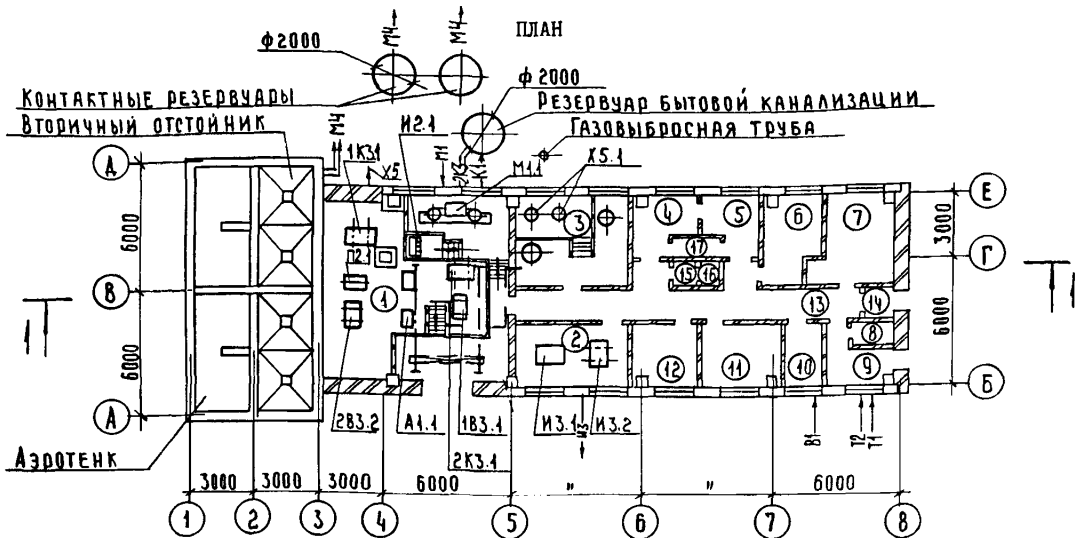 ПЛАН
М4
М4
ф2000
ф 2000
Контактные резервуары
Резервуар бытовой канализации
Вторичный отстойник
Газовыбросная труба
М4
И2.1
1К3.1
Х5
М1
К1
М1.1
Х5.1
Д
Е
6000
4
5
6
7
3
3000
17
Г
15
16
П2.1
В
1
13
14
1
1
2
8
6000
6000
12
11
10
9
А
Б
2В3.2
А1.1
1В3.1
И3.1
И3
И3.2
В1
Т2
Т1
2К3.1
Аэротенк
3000
3000
3000
6000
"
"
6000
1
2
3
4
5
6
7
8